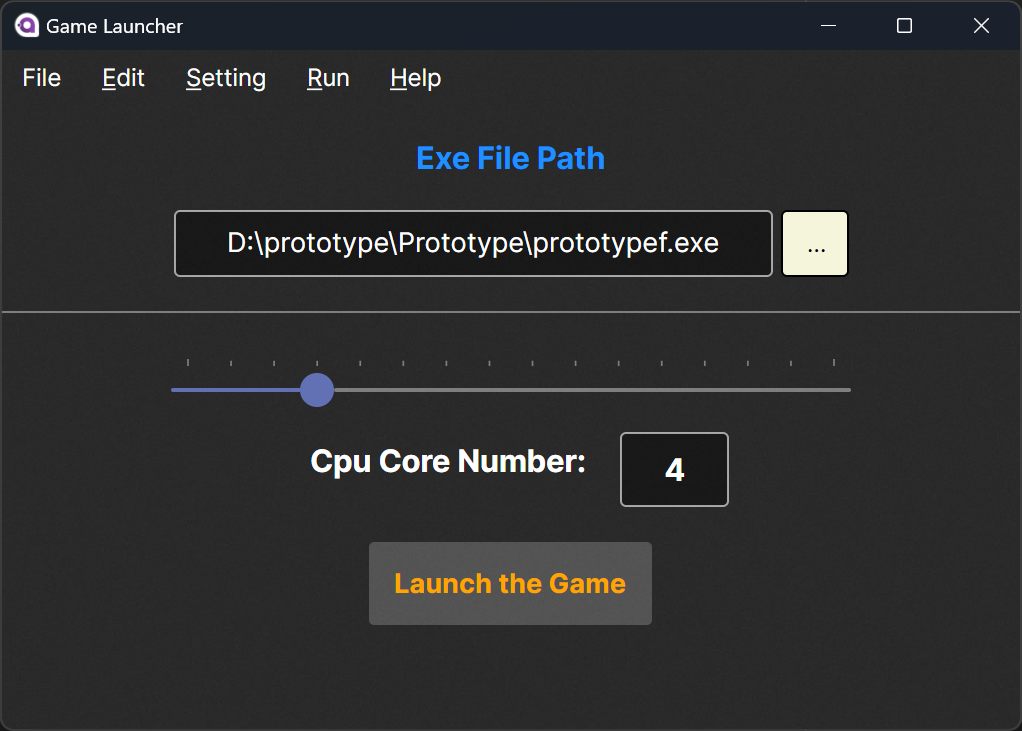 Game Launcher
File Edit Setting Run Help
Exe File Path
D:\prototype\Prototype\prototypef.exe ...
Cpu Core Number: 4
Launch the Game